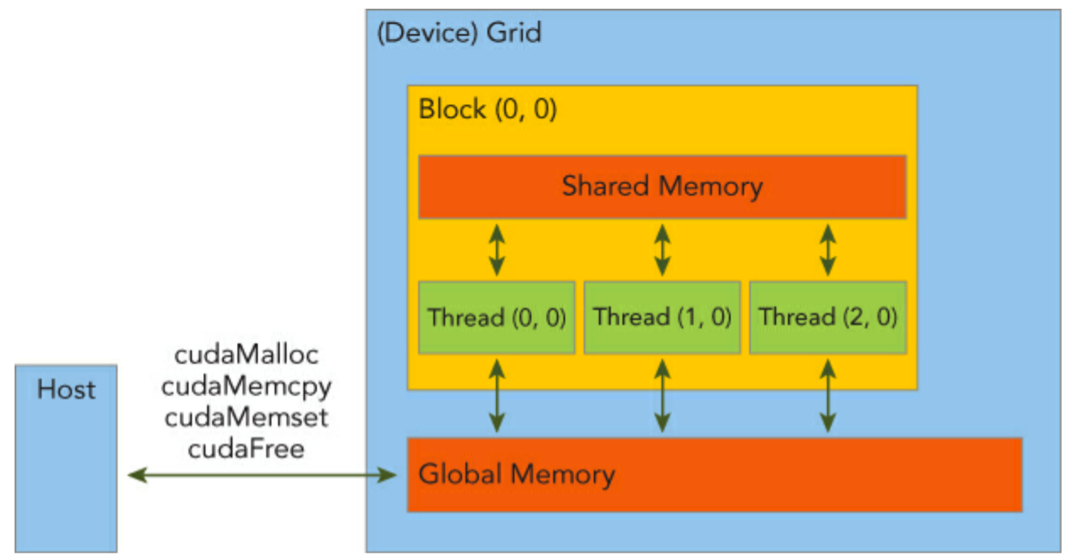 (Device) Grid
Block (0, 0)
Shared Memory
Thread (0, 0)
Thread (1, 0)
Thread (2, 0)
cudaMalloc
cudaMemcpy
cudaMemset
cudaFree
Host
Global Memory